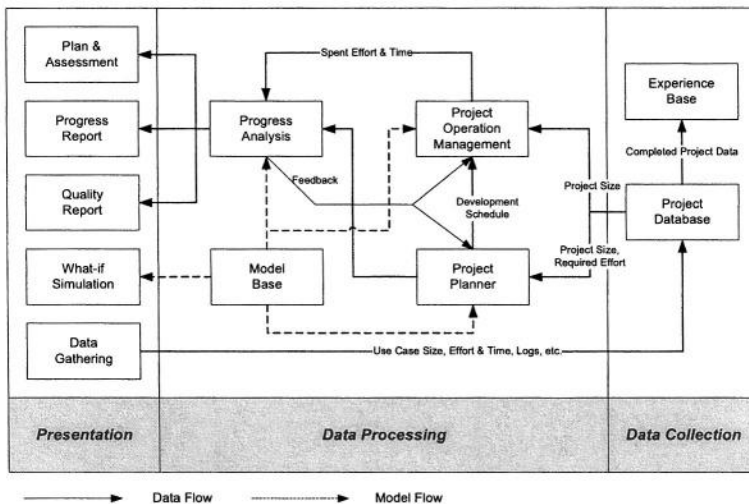 Plan &
Assessment
Progress
Report
Quality
Report
What-if
Simulation
Data
Gathering
Spent Effort & Time
Progress
Analysis
Project
Operation
Management
Feedback
Development
Schedule
Model
Base
Project
Planner
Experience
Base
Completed Project Data
Project Size
Project
Database
Project Size,
Required Effort
Use Case Size, Effort & Time, Logs, etc.
Presentation
Data Processing
Data Collection
Data Flow
Model Flow